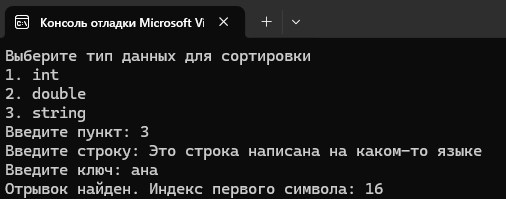 Консоль отладки Microsoft Vi
Выберите тип данных для сортировки
1. int
2. double
3. string
Введите пункт: 3
Введите строку: Это строка написана на каком-то языке
Введите ключ: ана
Отрывок найден. Индекс первого символа: 16